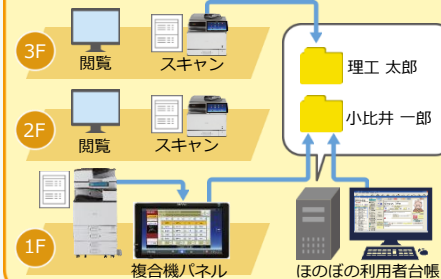 3F
閲覧
スキャン
理工 太郎
2F
閲覧
スキャン
小比井 一郎
1F
複合機パネル
ほのぼの利用者台帳